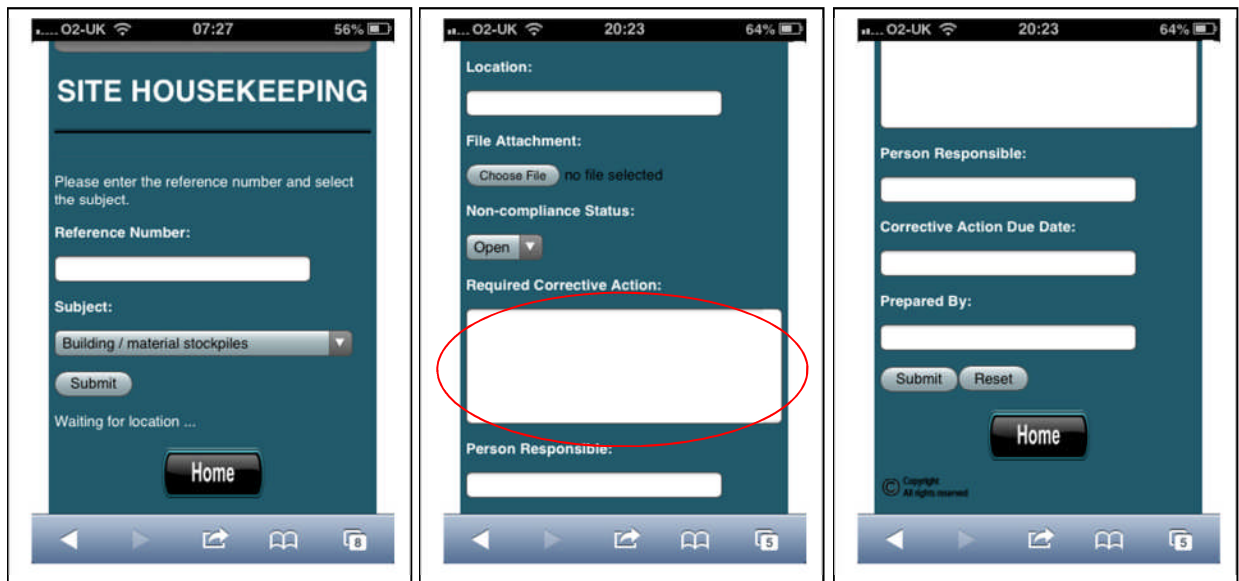 ..... O2-UK 07:27 56%
SITE HOUSEKEEPING
Please enter the reference number and select
the subject.
Reference Number:
Subject:
Building / material stockpiles
Submit
Waiting for location ...
Home
8
... O2-UK 20:23 64%
Location:
File Attachment:
Choose File no file selected
Non-compliance Status:
Open
Required Corrective Action:
Person Responsible:
5
... O2-UK 20:23 64%
Person Responsible:
Corrective Action Due Date:
Prepared By:
Submit Reset
Home
© Copyright
All rights reserved
5